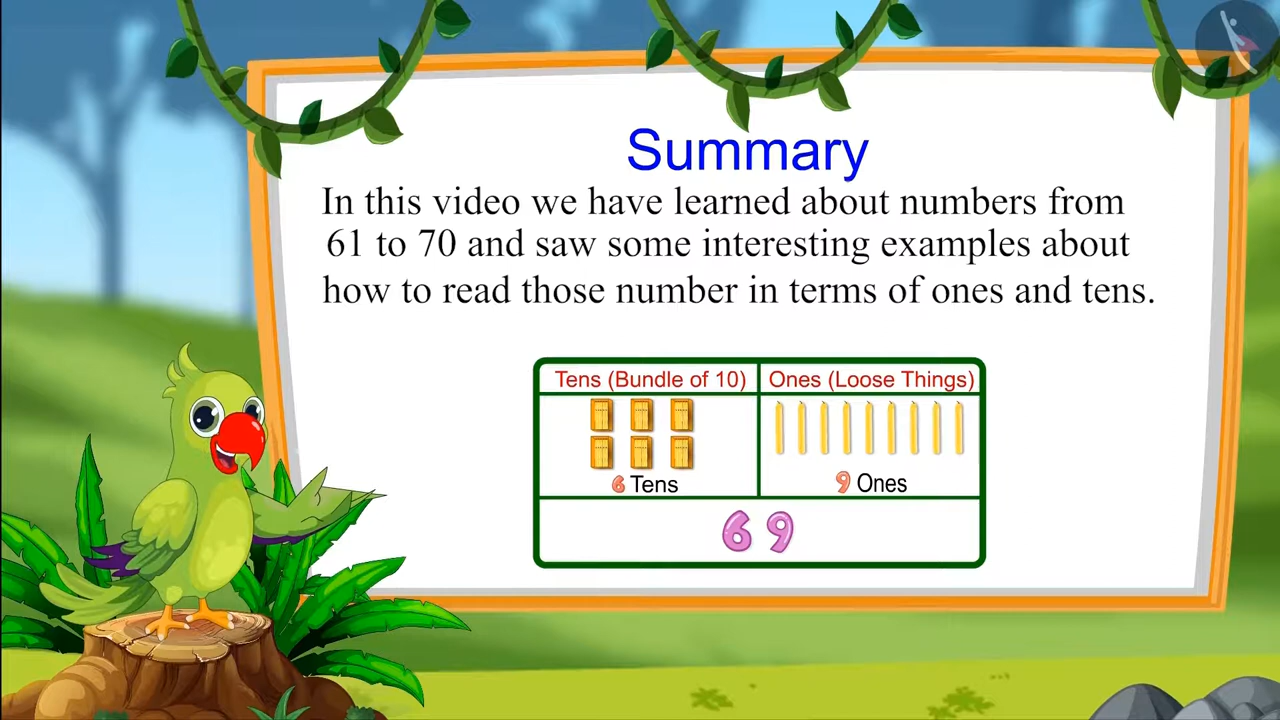 Summary
In this video we have learned about numbers from
61 to 70 and saw some interesting examples about
how to read those number in terms of ones and tens.
Tens (Bundle of 10) Ones (Loose Things)
6 Tens 9 Ones
69